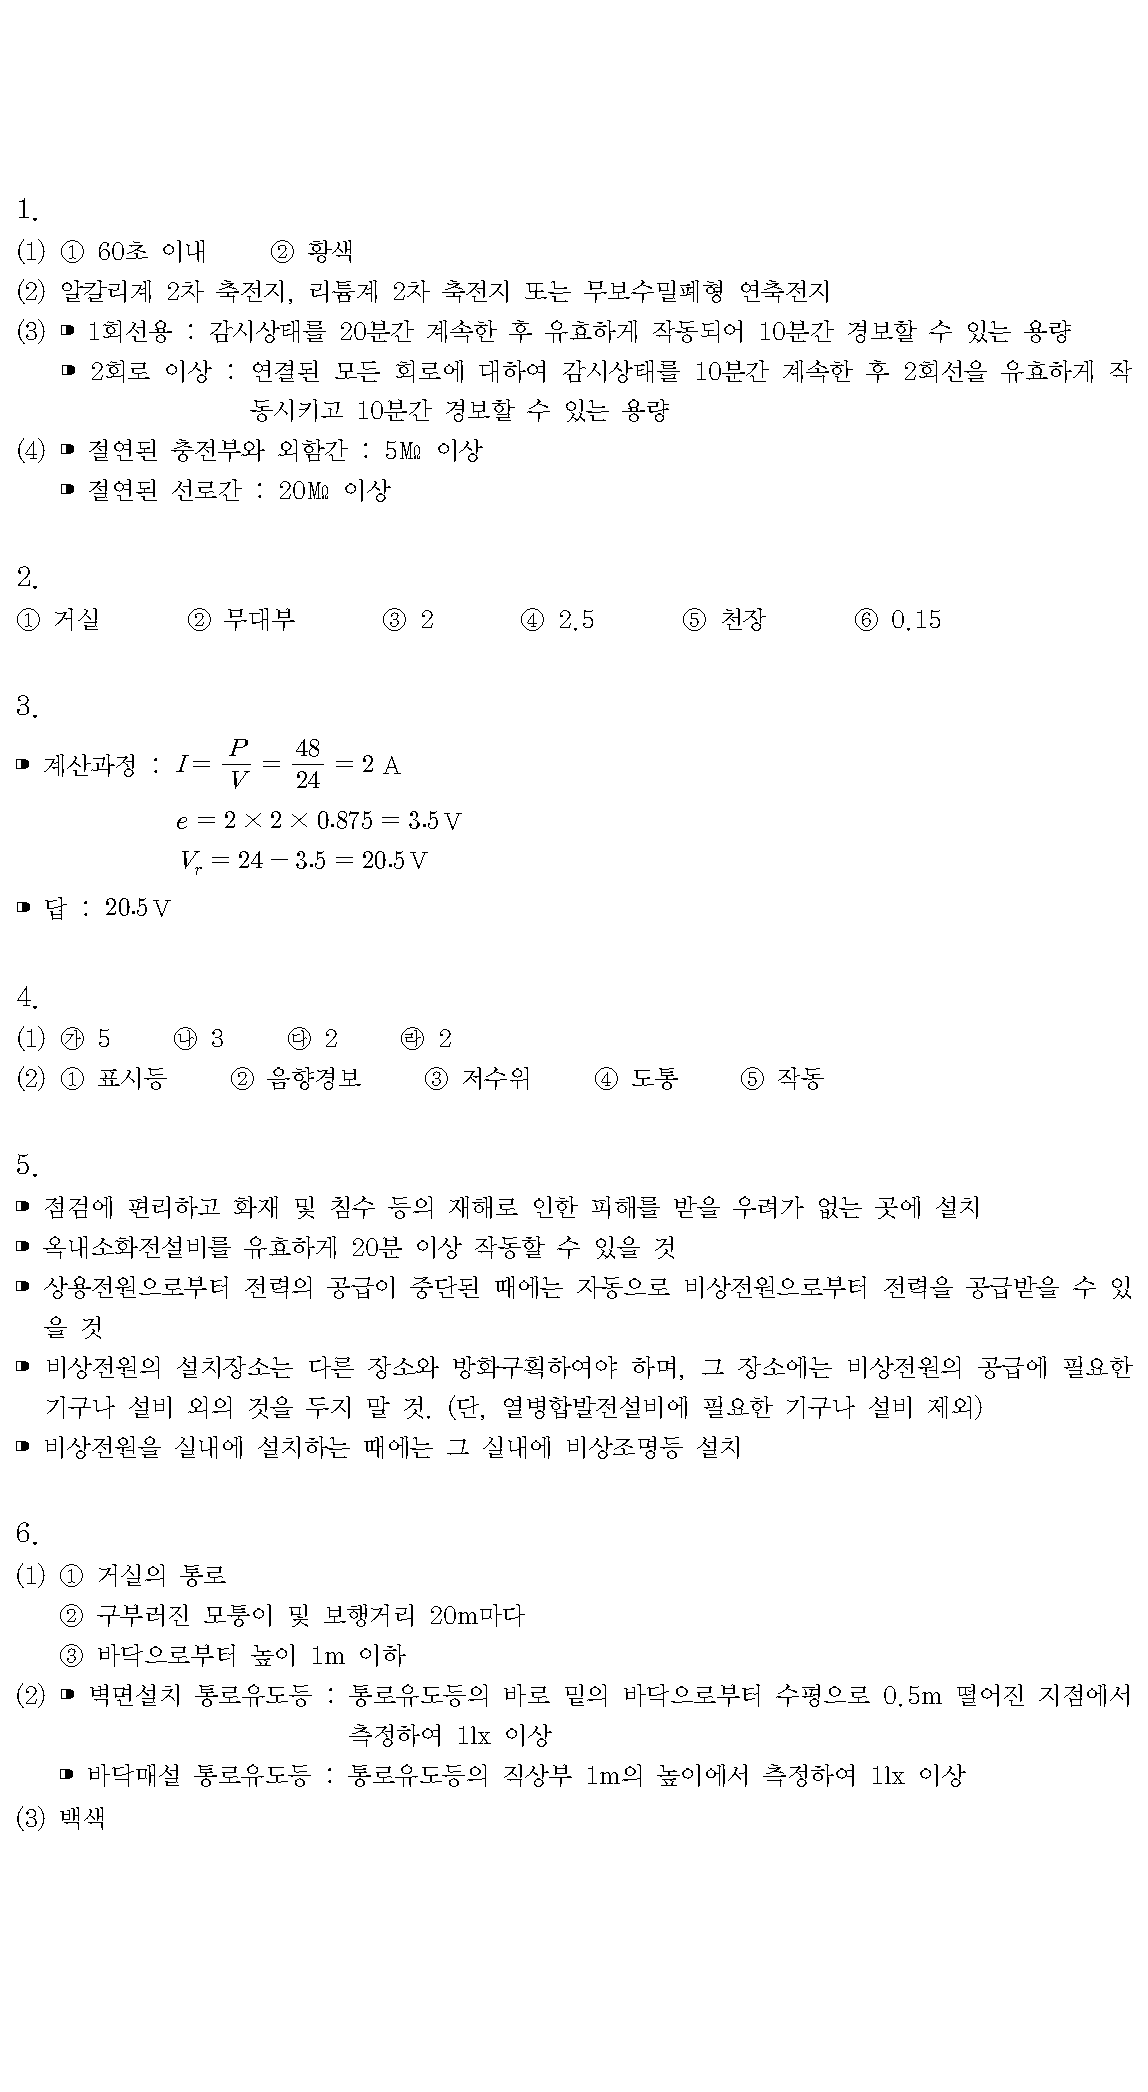 1.
(1) ① 60초 이내 ② 황색
(2) 알칼리계 2차 축전지, 리튬계 2차 축전지 또는 무보수밀폐형 연축전지
(3) ▪ 1회선용 : 감시상태를 20분간 계속한 후 유효하게 작동되어 10분간 경보할 수 있는 용량
▪ 2회로 이상 : 연결된 모든 회로에 대하여 감시상태를 10분간 계속한 후 2회선을 유효하게 작
동시키고 10분간 경보할 수 있는 용량
(4) ▪ 절연된 충전부와 외함간 : 5㏁ 이상
▪ 절연된 선로간 : 20㏁ 이상
2.
① 거실 ② 무대부 ③ 2 ④ 2.5 ⑤ 천장 ⑥ 0.15
3.
▪ 계산과정 : I = P/V = 48/24 = 2 A
e = 2 × 2 × 0.875 = 3.5 V
Vr = 24 − 3.5 = 20.5 V
▪ 답 : 20.5 V
4.
(1) ㉮ 5 ㉯ 3 ㉰ 2 ㉱ 2
(2) ① 표시등 ② 음향경보 ③ 저수위 ④ 도통 ⑤ 작동
5.
▪ 점검에 편리하고 화재 및 침수 등의 재해로 인한 피해를 받을 우려가 없는 곳에 설치
▪ 옥내소화전설비를 유효하게 20분 이상 작동할 수 있을 것
▪ 상용전원으로부터 전력의 공급이 중단된 때에는 자동으로 비상전원으로부터 전력을 공급받을 수 있
을 것
▪ 비상전원의 설치장소는 다른 장소와 방화구획하여야 하며, 그 장소에는 비상전원의 공급에 필요한
기구나 설비 외의 것을 두지 말 것. (단, 열병합발전설비에 필요한 기구나 설비 제외)
▪ 비상전원을 실내에 설치하는 때에는 그 실내에 비상조명등 설치
6.
(1) ① 거실의 통로
② 구부러진 모퉁이 및 보행거리 20m마다
③ 바닥으로부터 높이 1m 이하
(2) ▪ 벽면설치 통로유도등 : 통로유도등의 바로 밑의 바닥으로부터 수평으로 0.5m 떨어진 지점에서
측정하여 1lx 이상
▪ 바닥매설 통로유도등 : 통로유도등의 직상부 1m의 높이에서 측정하여 1lx 이상
(3) 백색